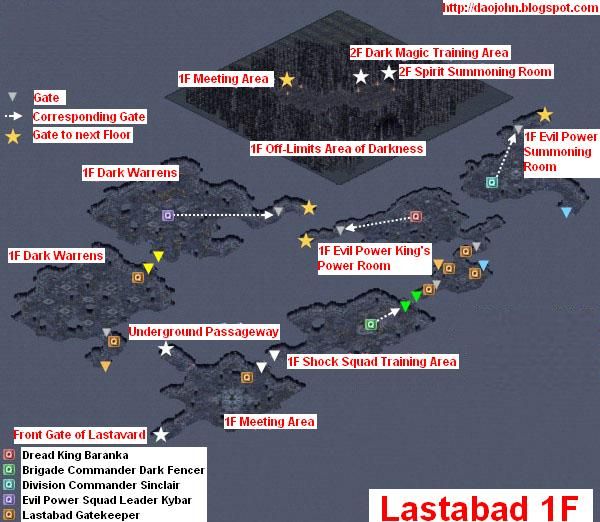 http://daojohn.blogspot.com
2F Dark Magic Training Area
1F Meeting Area
2F Spirit Summoning Room
Gate
Corresponding Gate
Gate to next Floor
1F Off-Limits Area of Darkness
1F Evil Power
Summoning
Room
1F Dark Warrens
1F Dark Warrens
1F Evil Power King's
Power Room
Underground Passageway
1F Shock Squad Training Area
1F Meeting Area
Front Gate of Lastavard
Q Dread King Baranka
Q Brigade Commander Dark Fencer
Q Division Commander Sinclair
Q Evil Power Squad Leader Kybar
Q Lastabad Gatekeeper
Lastabad 1F